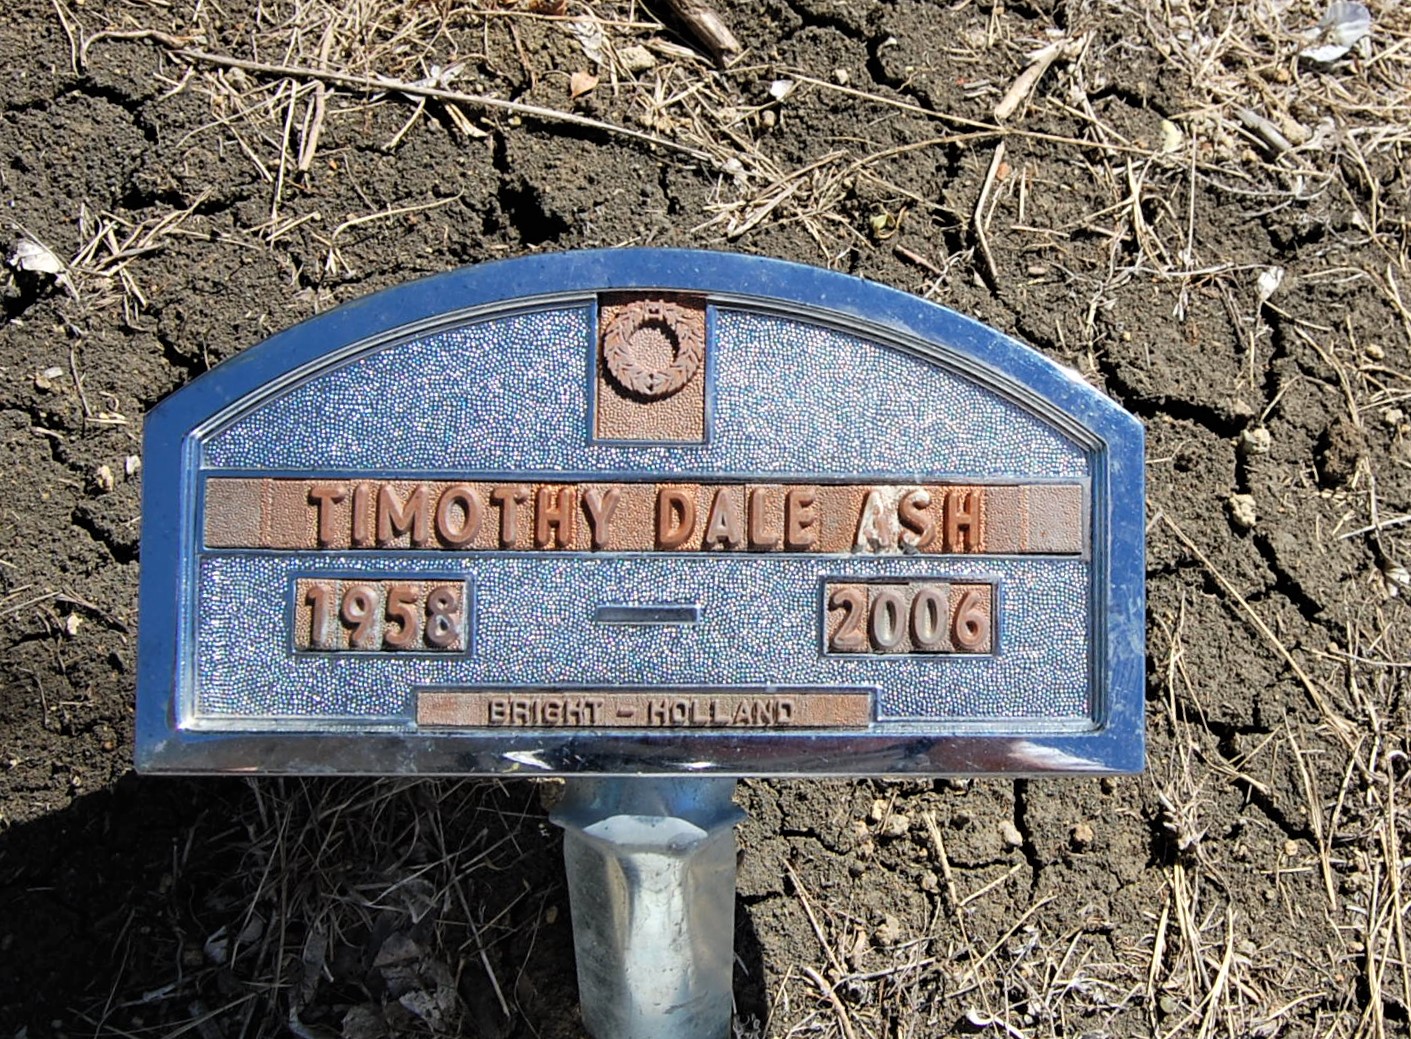 TIMOTHY DALE ASH
1958 — 2006
BRIGHT - HOLLAND